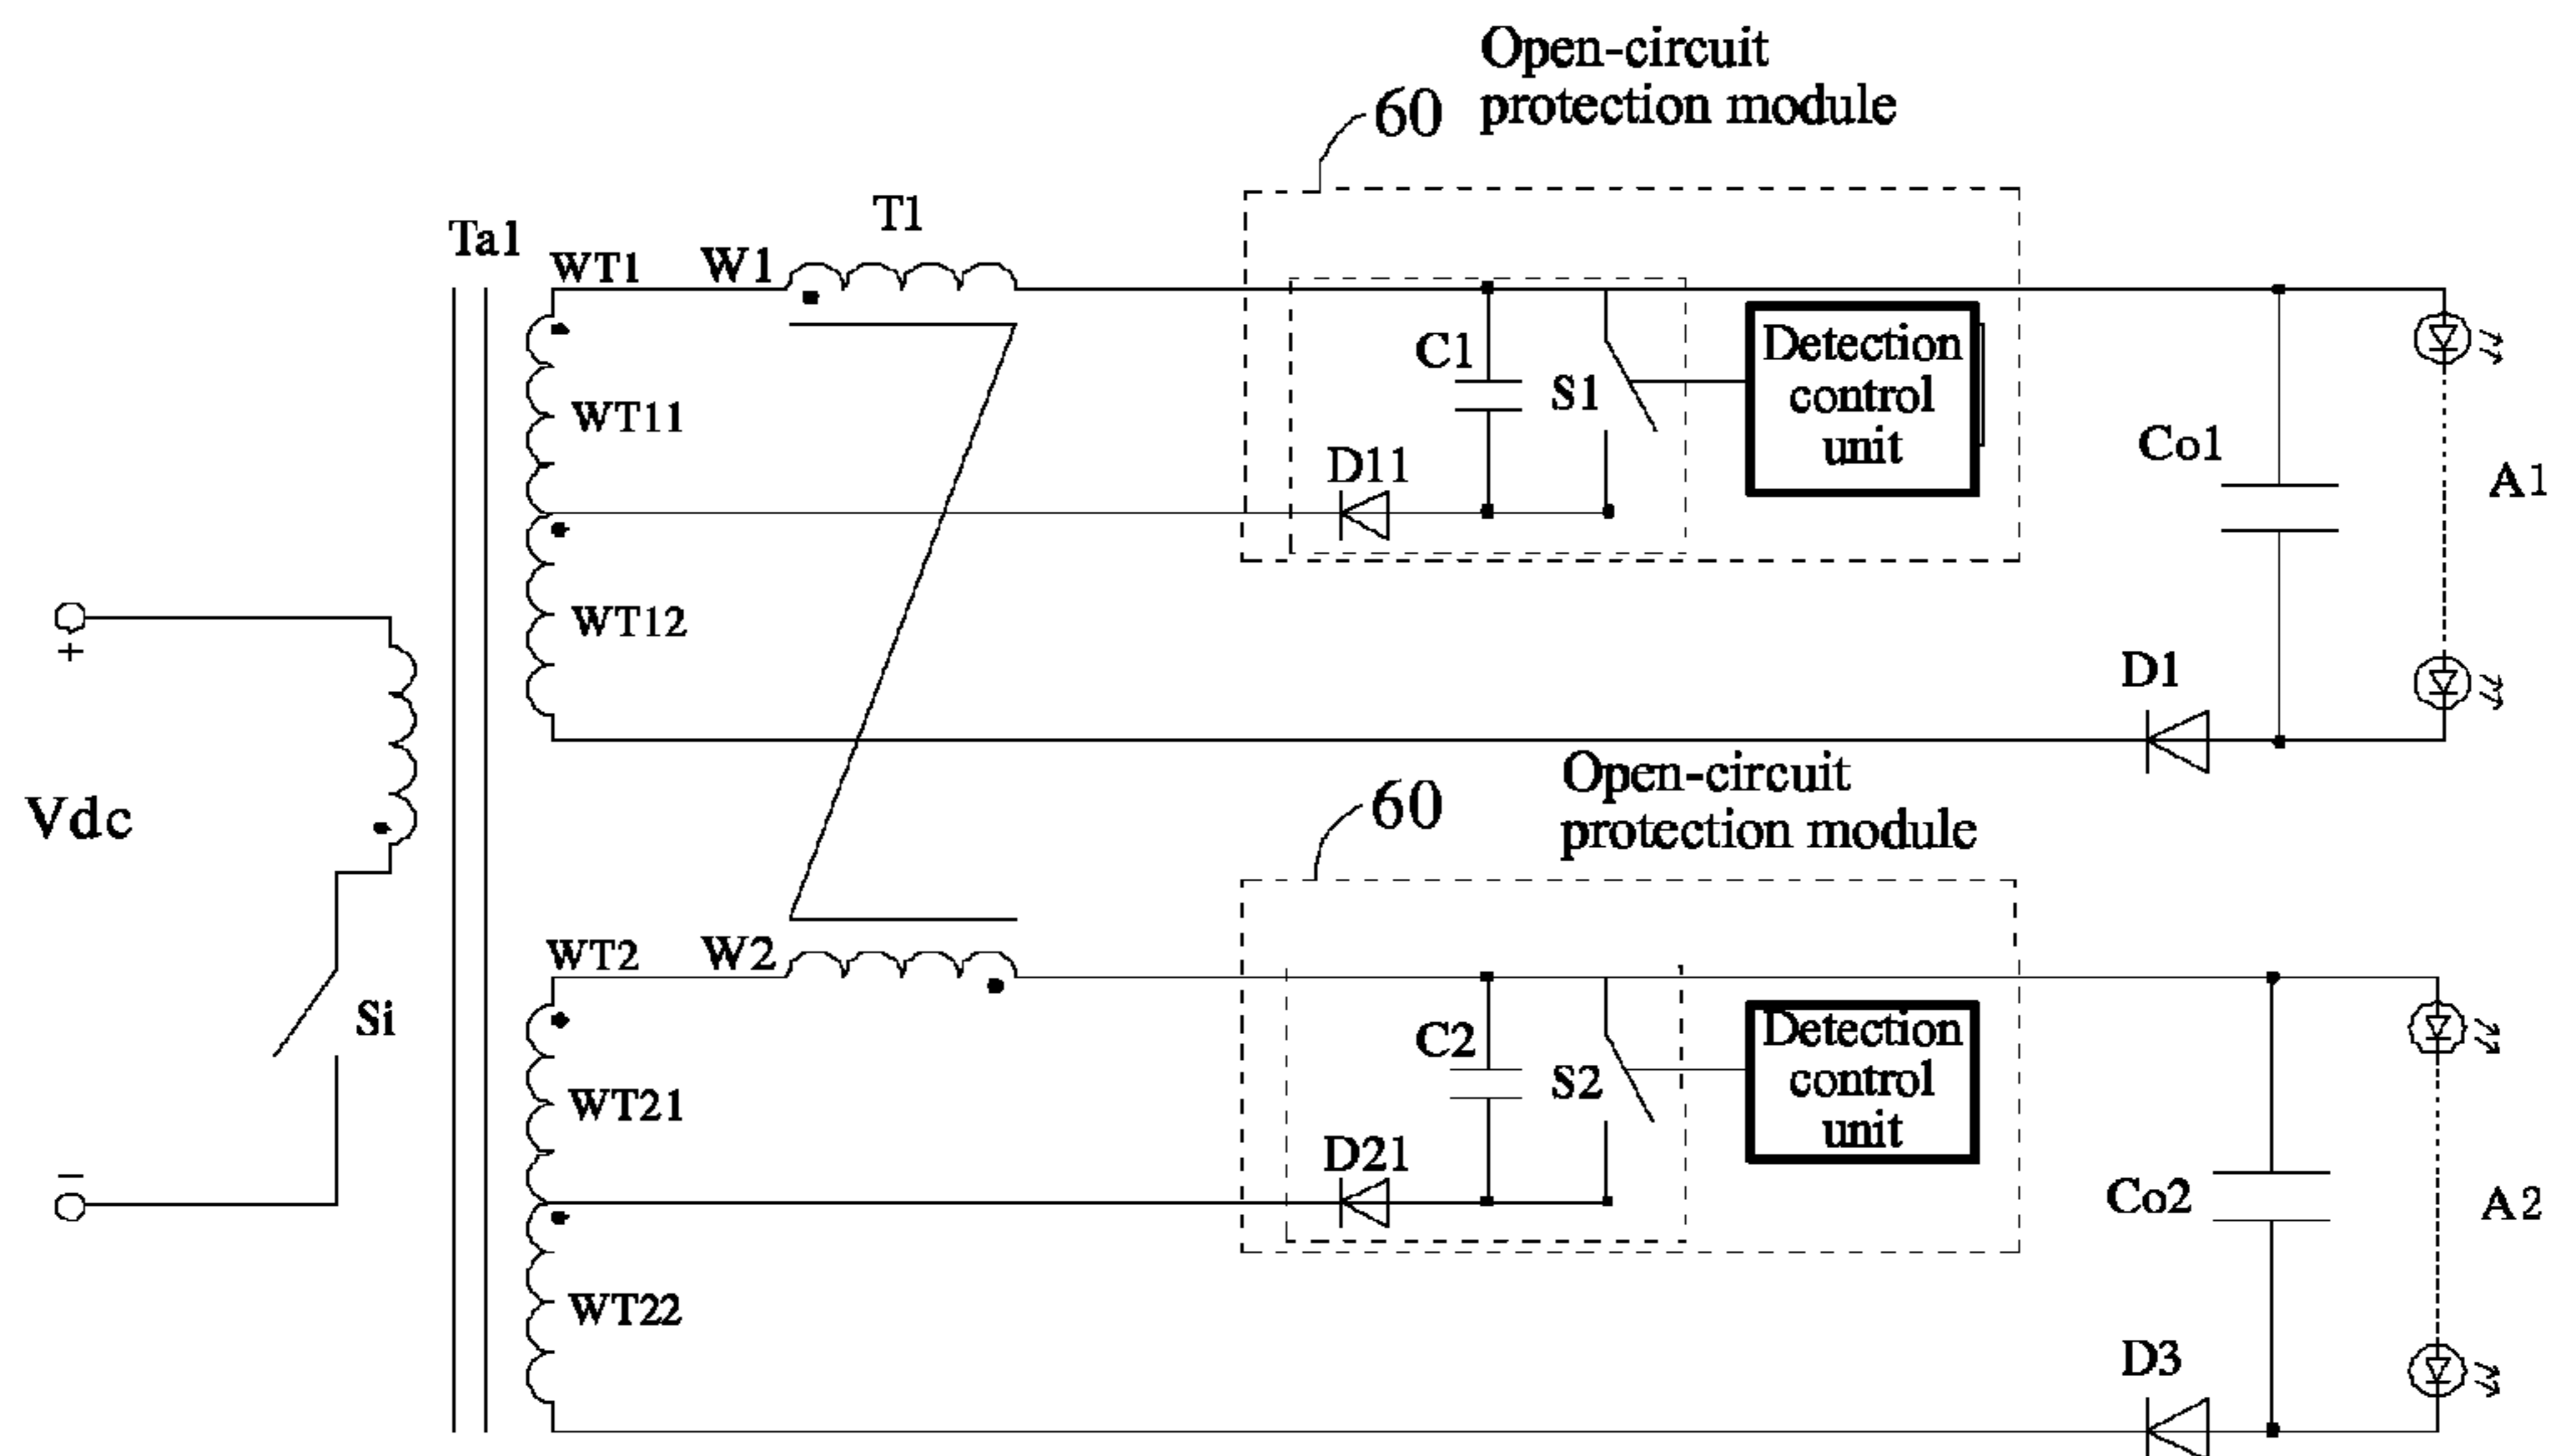 Open-circuit
protection module
60
T1
Ta1
WT1
W1
C1
S1
Detection
control
unit
WT11
D11
Co1
A1
WT12
+
D1
Open-circuit
protection module
60
Vdc
WT2
W2
Si
C2
S2
Detection
control
unit
WT21
D21
−
Co2
A2
WT22
D3